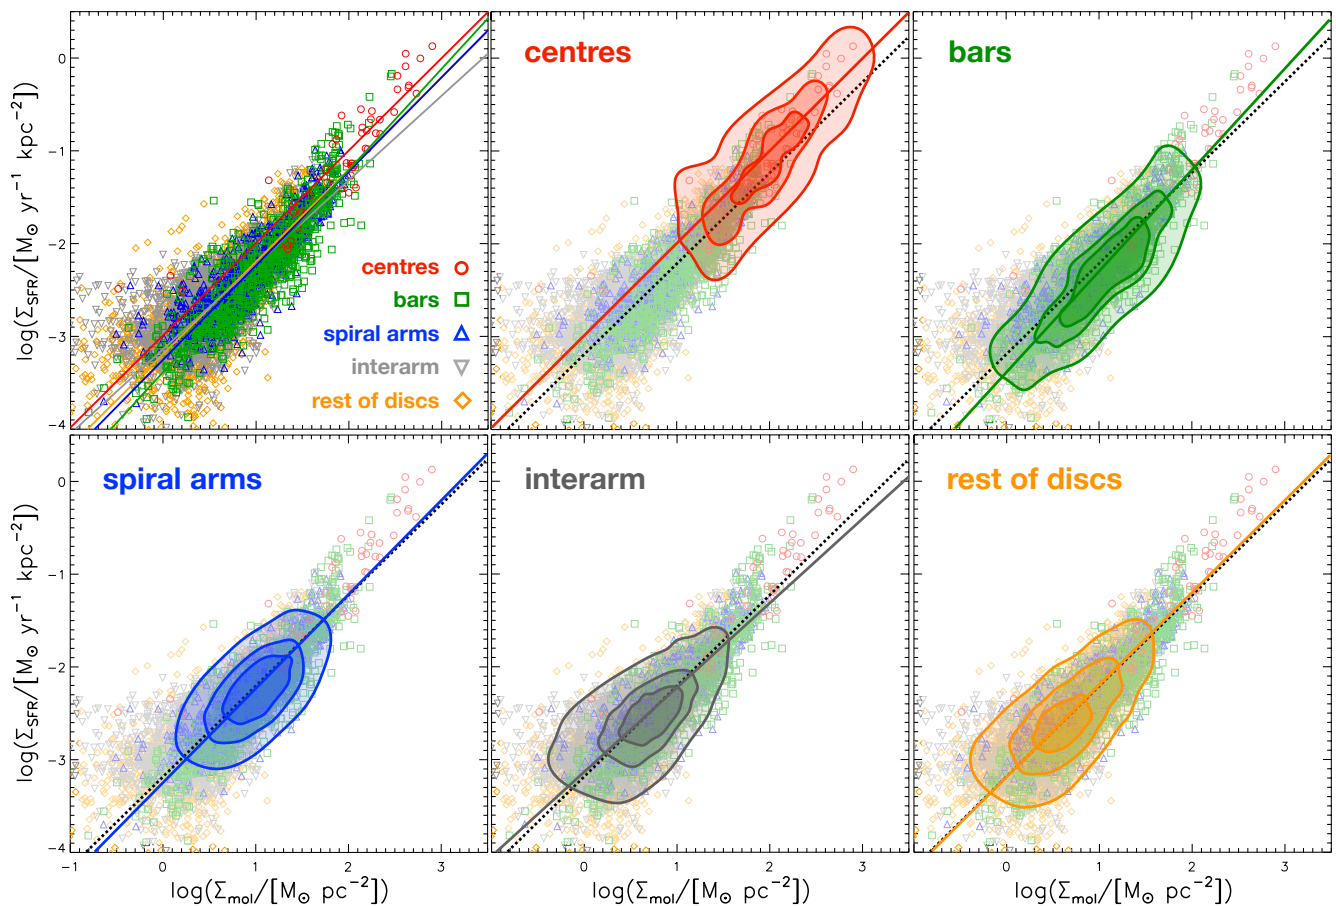 centres
bars
0
-1
-2
-3
-4
log(Σ_SFR/[M_⊙ yr⁻¹ kpc⁻²])
centres
bars
spiral arms
interarm
rest of discs
spiral arms
interarm
rest of discs
0
-1
-2
-3
-4
log(Σ_SFR/[M_⊙ yr⁻¹ kpc⁻²])
-1 0 1 2 3 0 1 2 3 0 1 2 3
log(Σ_mol/[M_⊙ pc⁻²]) log(Σ_mol/[M_⊙ pc⁻²]) log(Σ_mol/[M_⊙ pc⁻²])